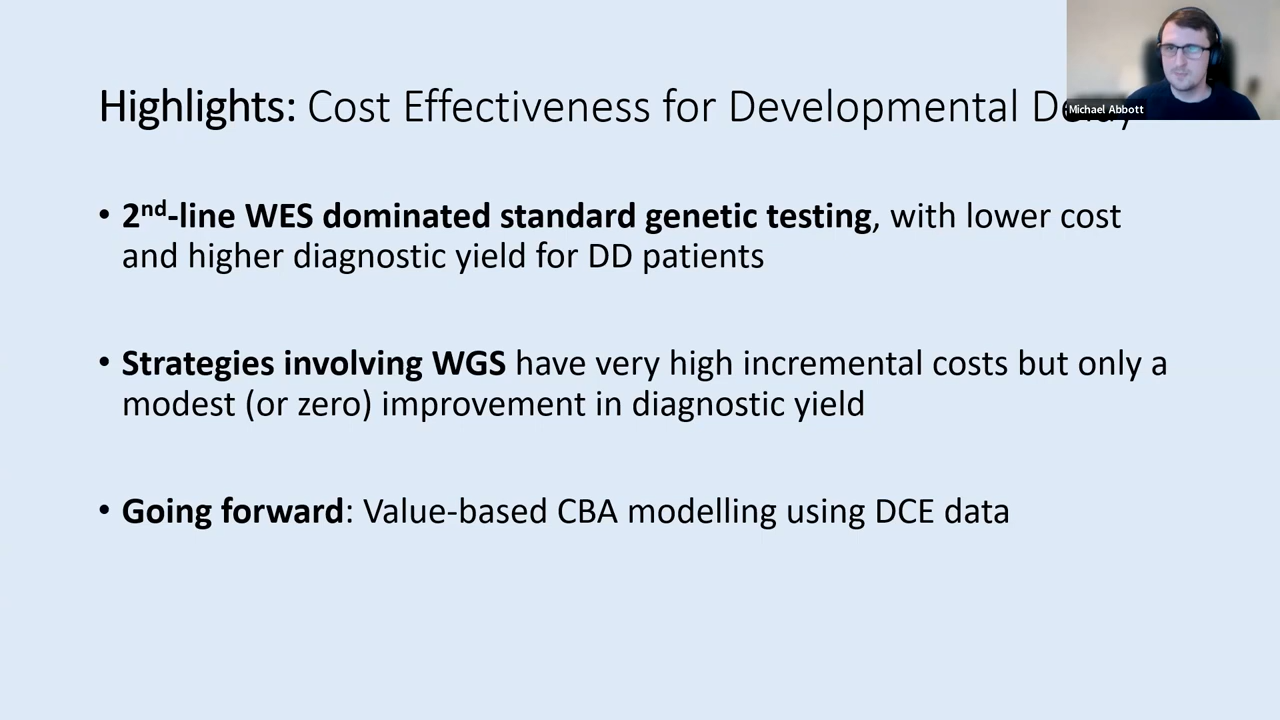 Highlights: Cost Effectiveness for Developmental
Michael Abbott
• 2nd-line WES dominated standard genetic testing, with lower cost
and higher diagnostic yield for DD patients
• Strategies involving WGS have very high incremental costs but only a
modest (or zero) improvement in diagnostic yield
• Going forward: Value-based CBA modelling using DCE data